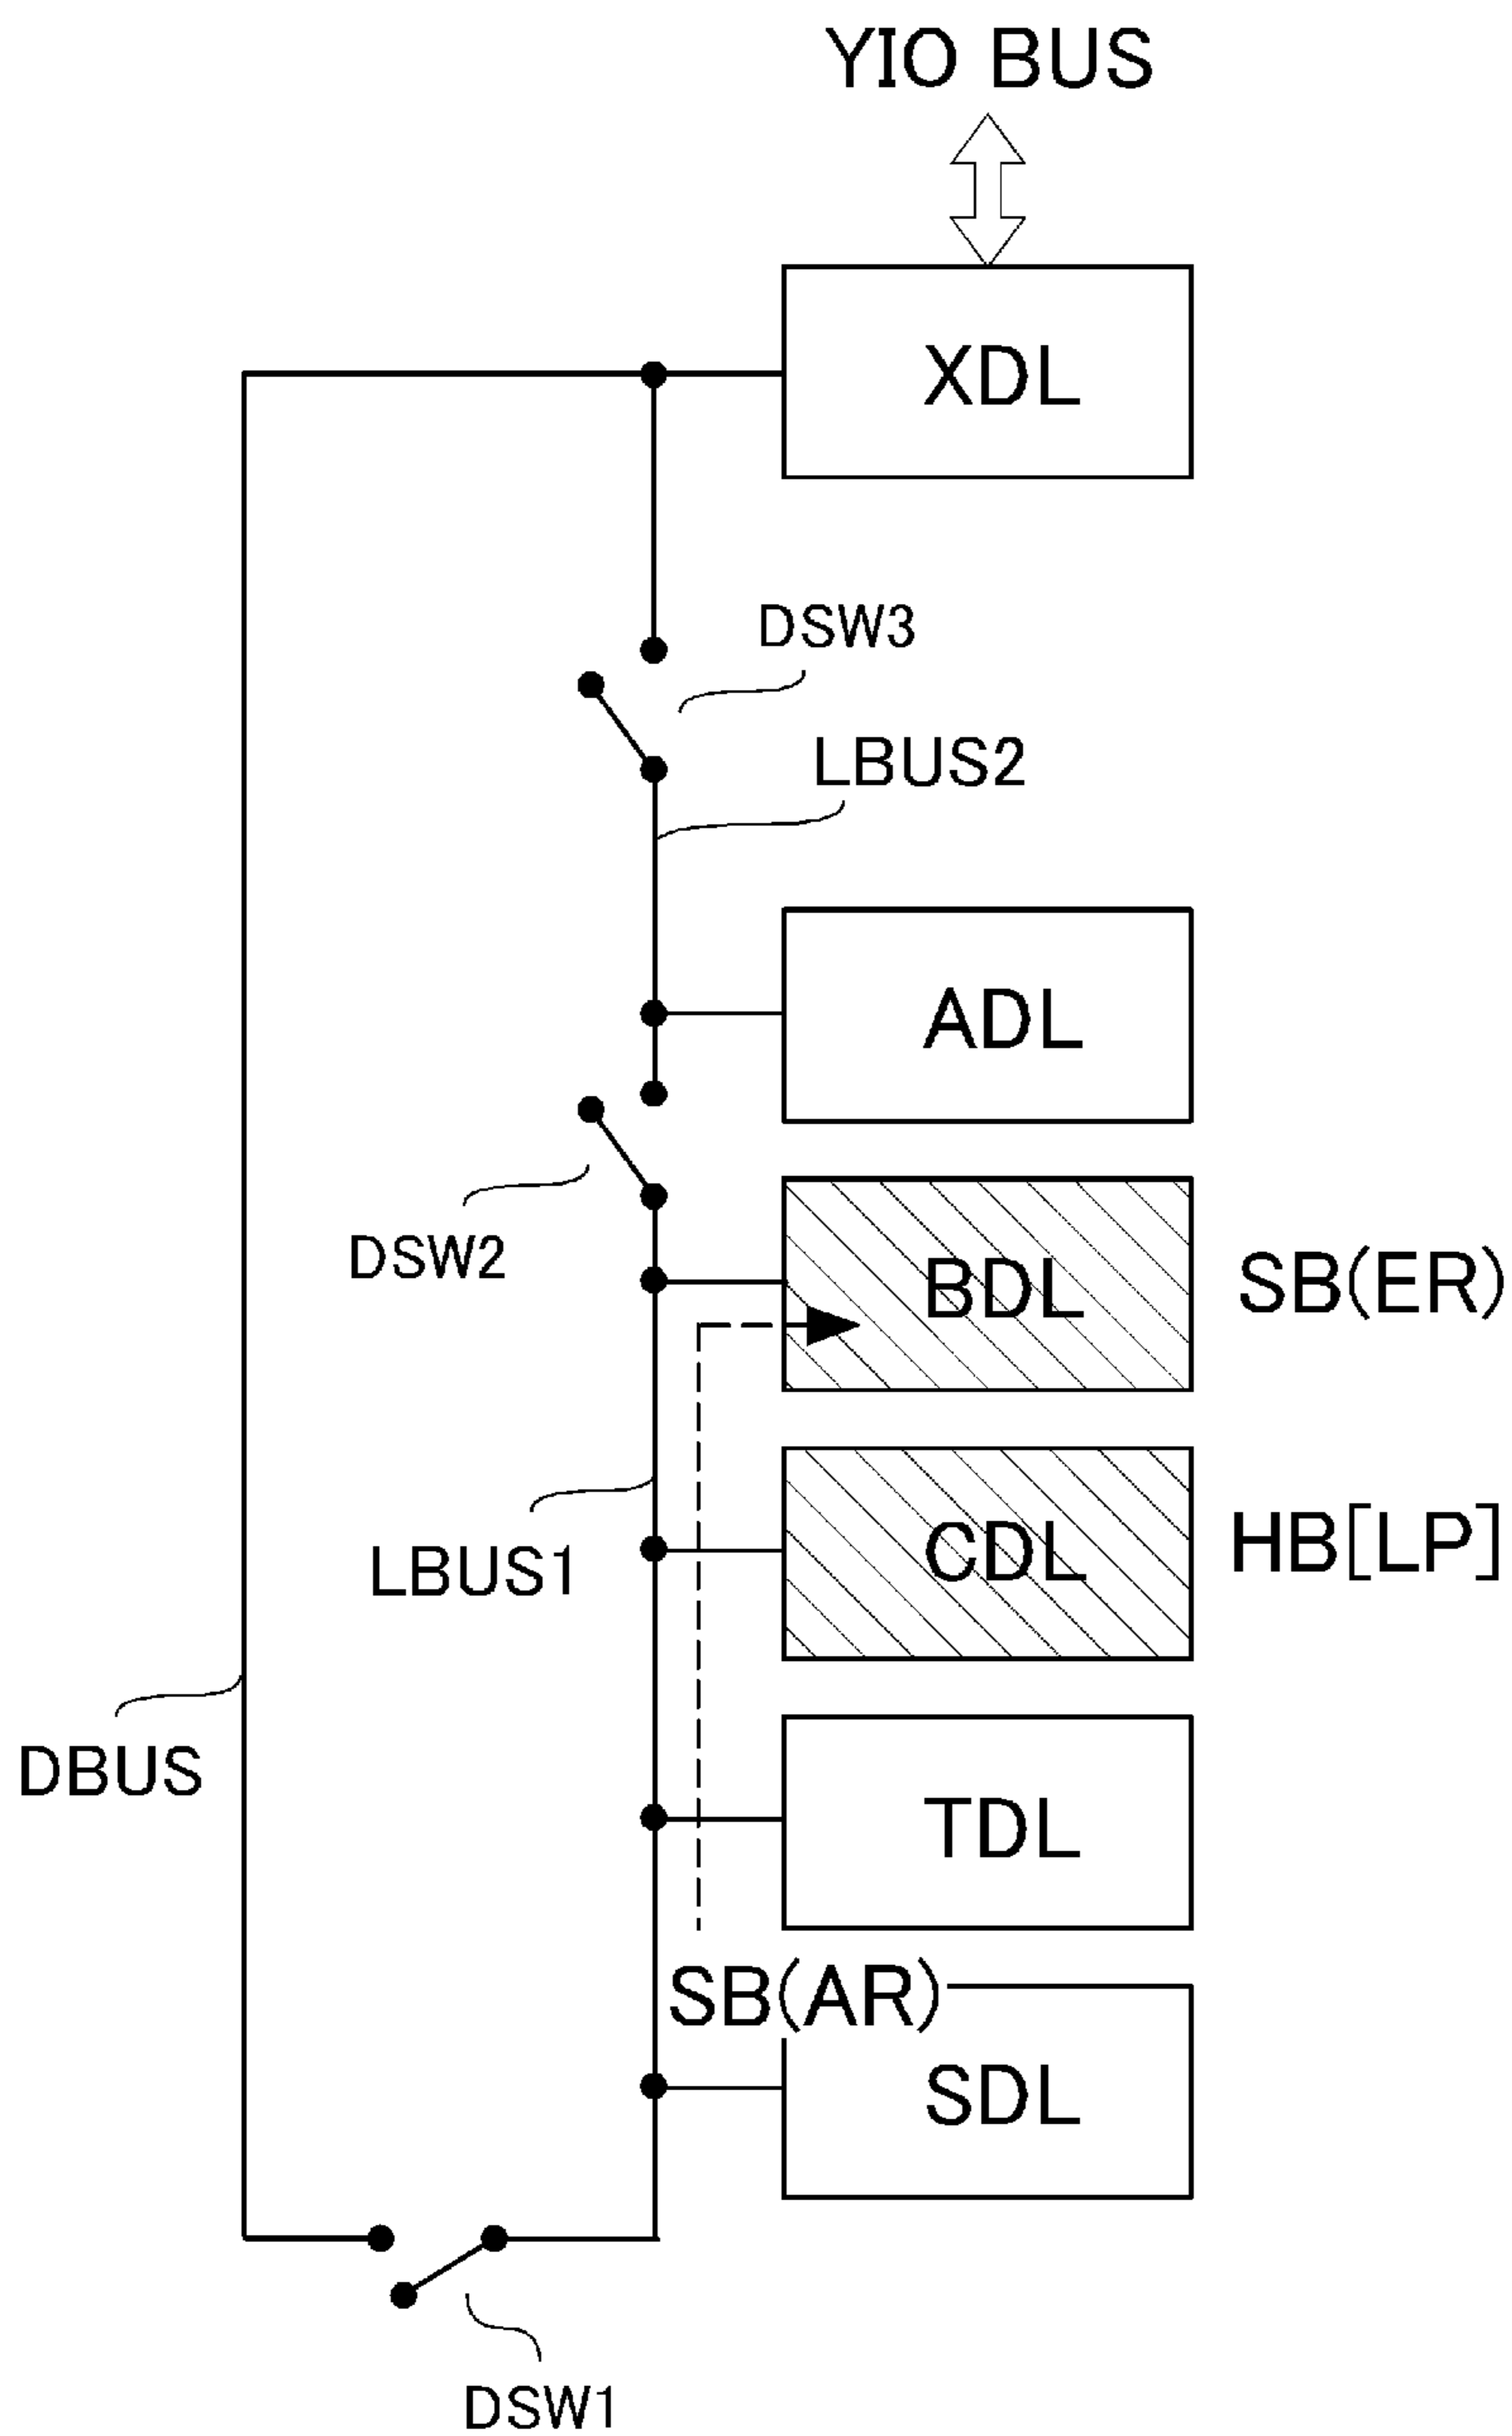 YIO BUS
XDL
DSW3
LBUS2
ADL
DSW2
BDL
SB(ER)
LBUS1
CDL
HB[LP]
DBUS
TDL
SB(AR)
SDL
DSW1